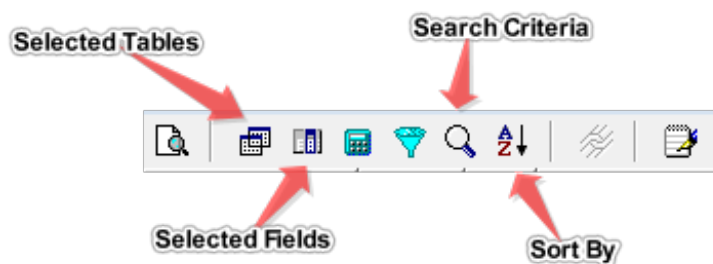 Search Criteria
Selected Tables
A
Z
Selected Fields
Sort By